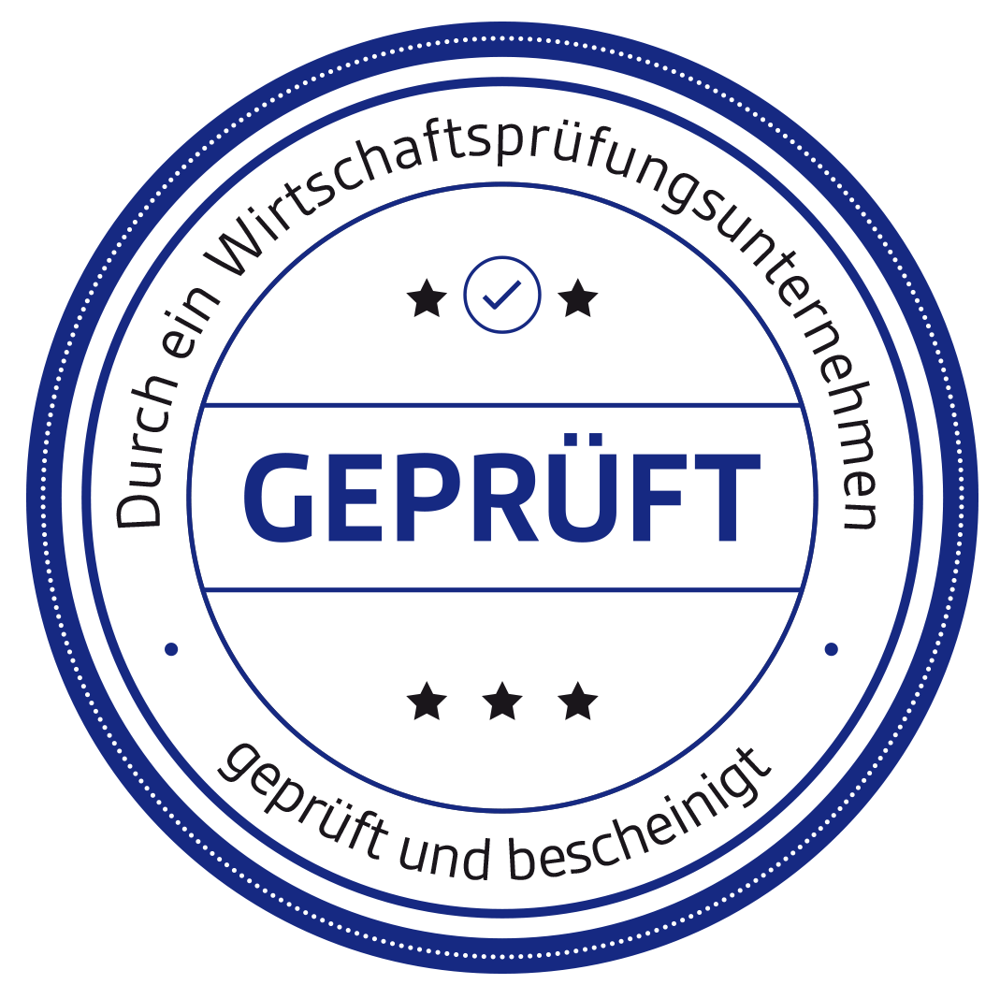 Durch ein Wirtschaftsprüfungsunternehmen
GEPRÜFT
geprüft und bescheinigt